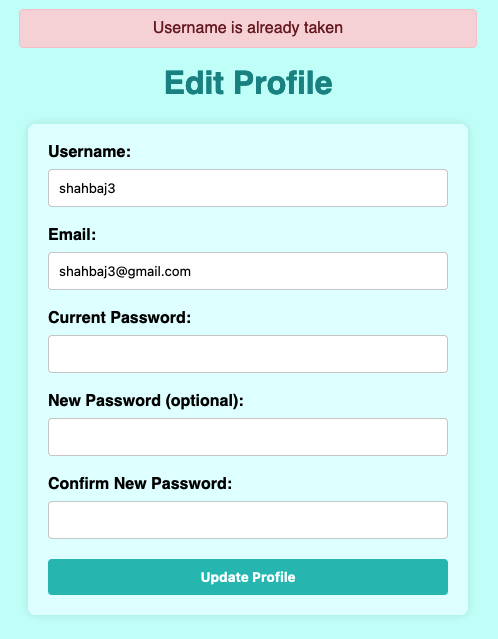 Username is already taken
Edit Profile
Username:
shahbaj3
Email:
shahbaj3@gmail.com
Current Password:
New Password (optional):
Confirm New Password:
Update Profile